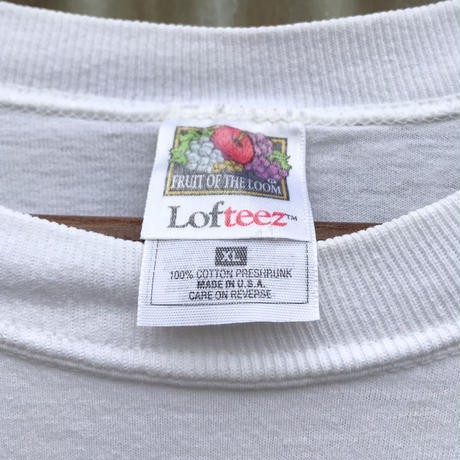 FRUIT OF THE LOOM
Lofteez™
XL
100% COTTON PRESHRUNK
MADE IN U.S.A.
CARE ON REVERSE